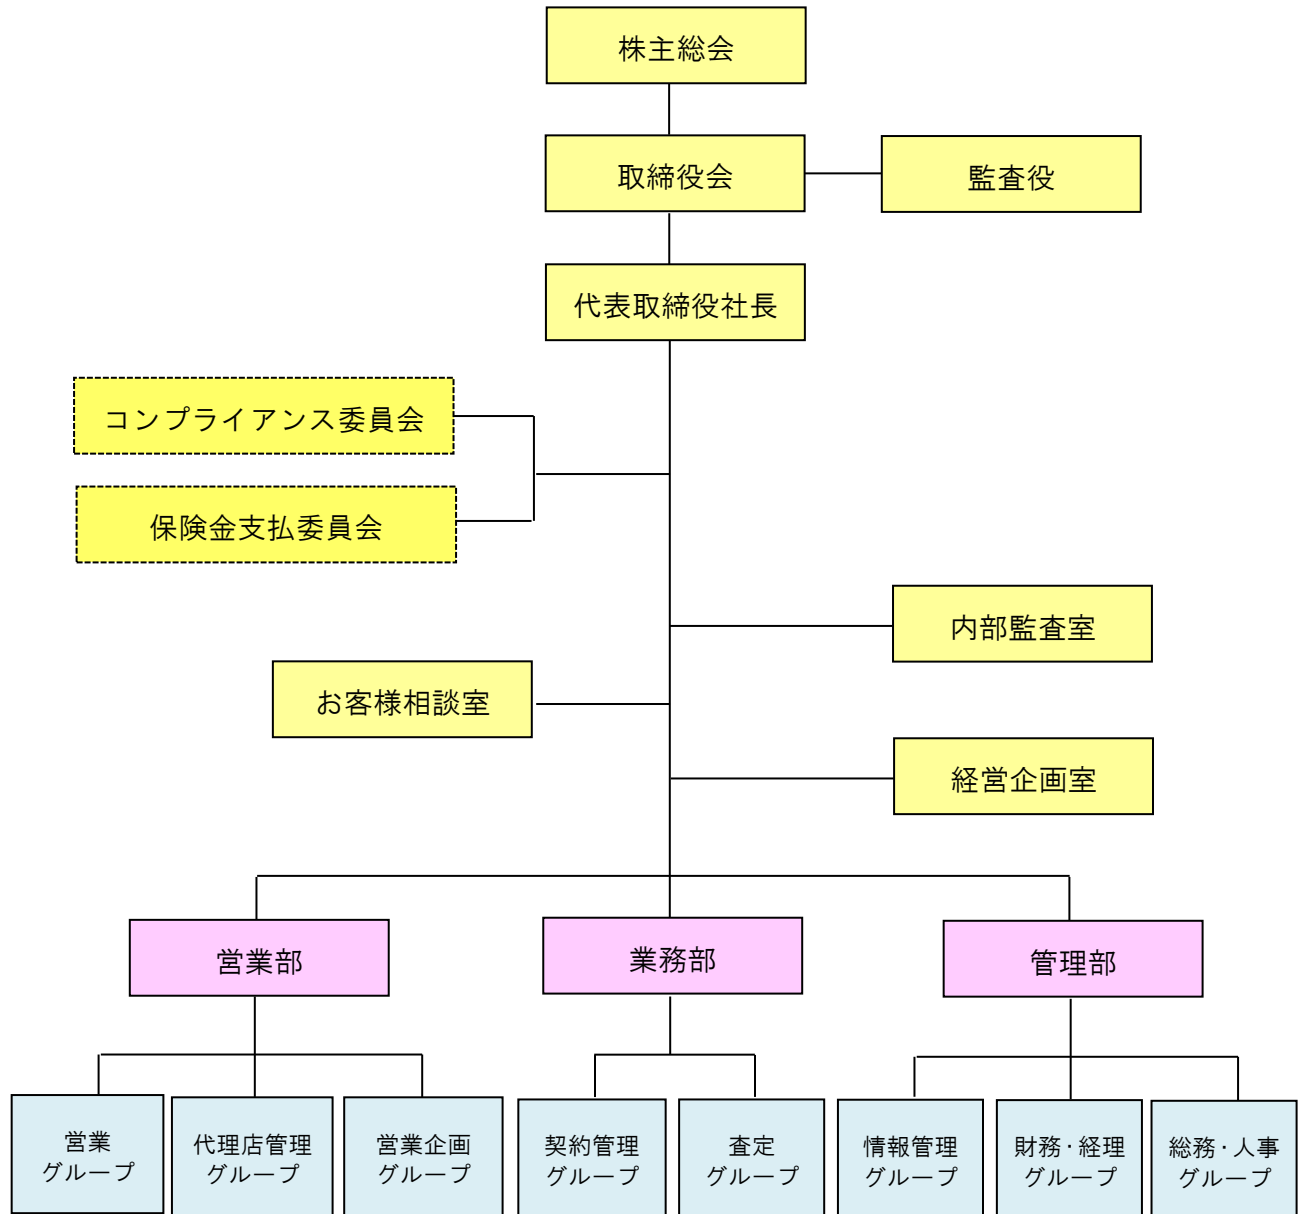 株主総会
取締役会
監査役
代表取締役社長
コンプライアンス委員会
保険金支払委員会
内部監査室
お客様相談室
経営企画室
営業部
業務部
管理部
営業
グループ
代理店管理
グループ
営業企画
グループ
契約管理
グループ
査定
グループ
情報管理
グループ
財務・経理
グループ
総務・人事
グループ